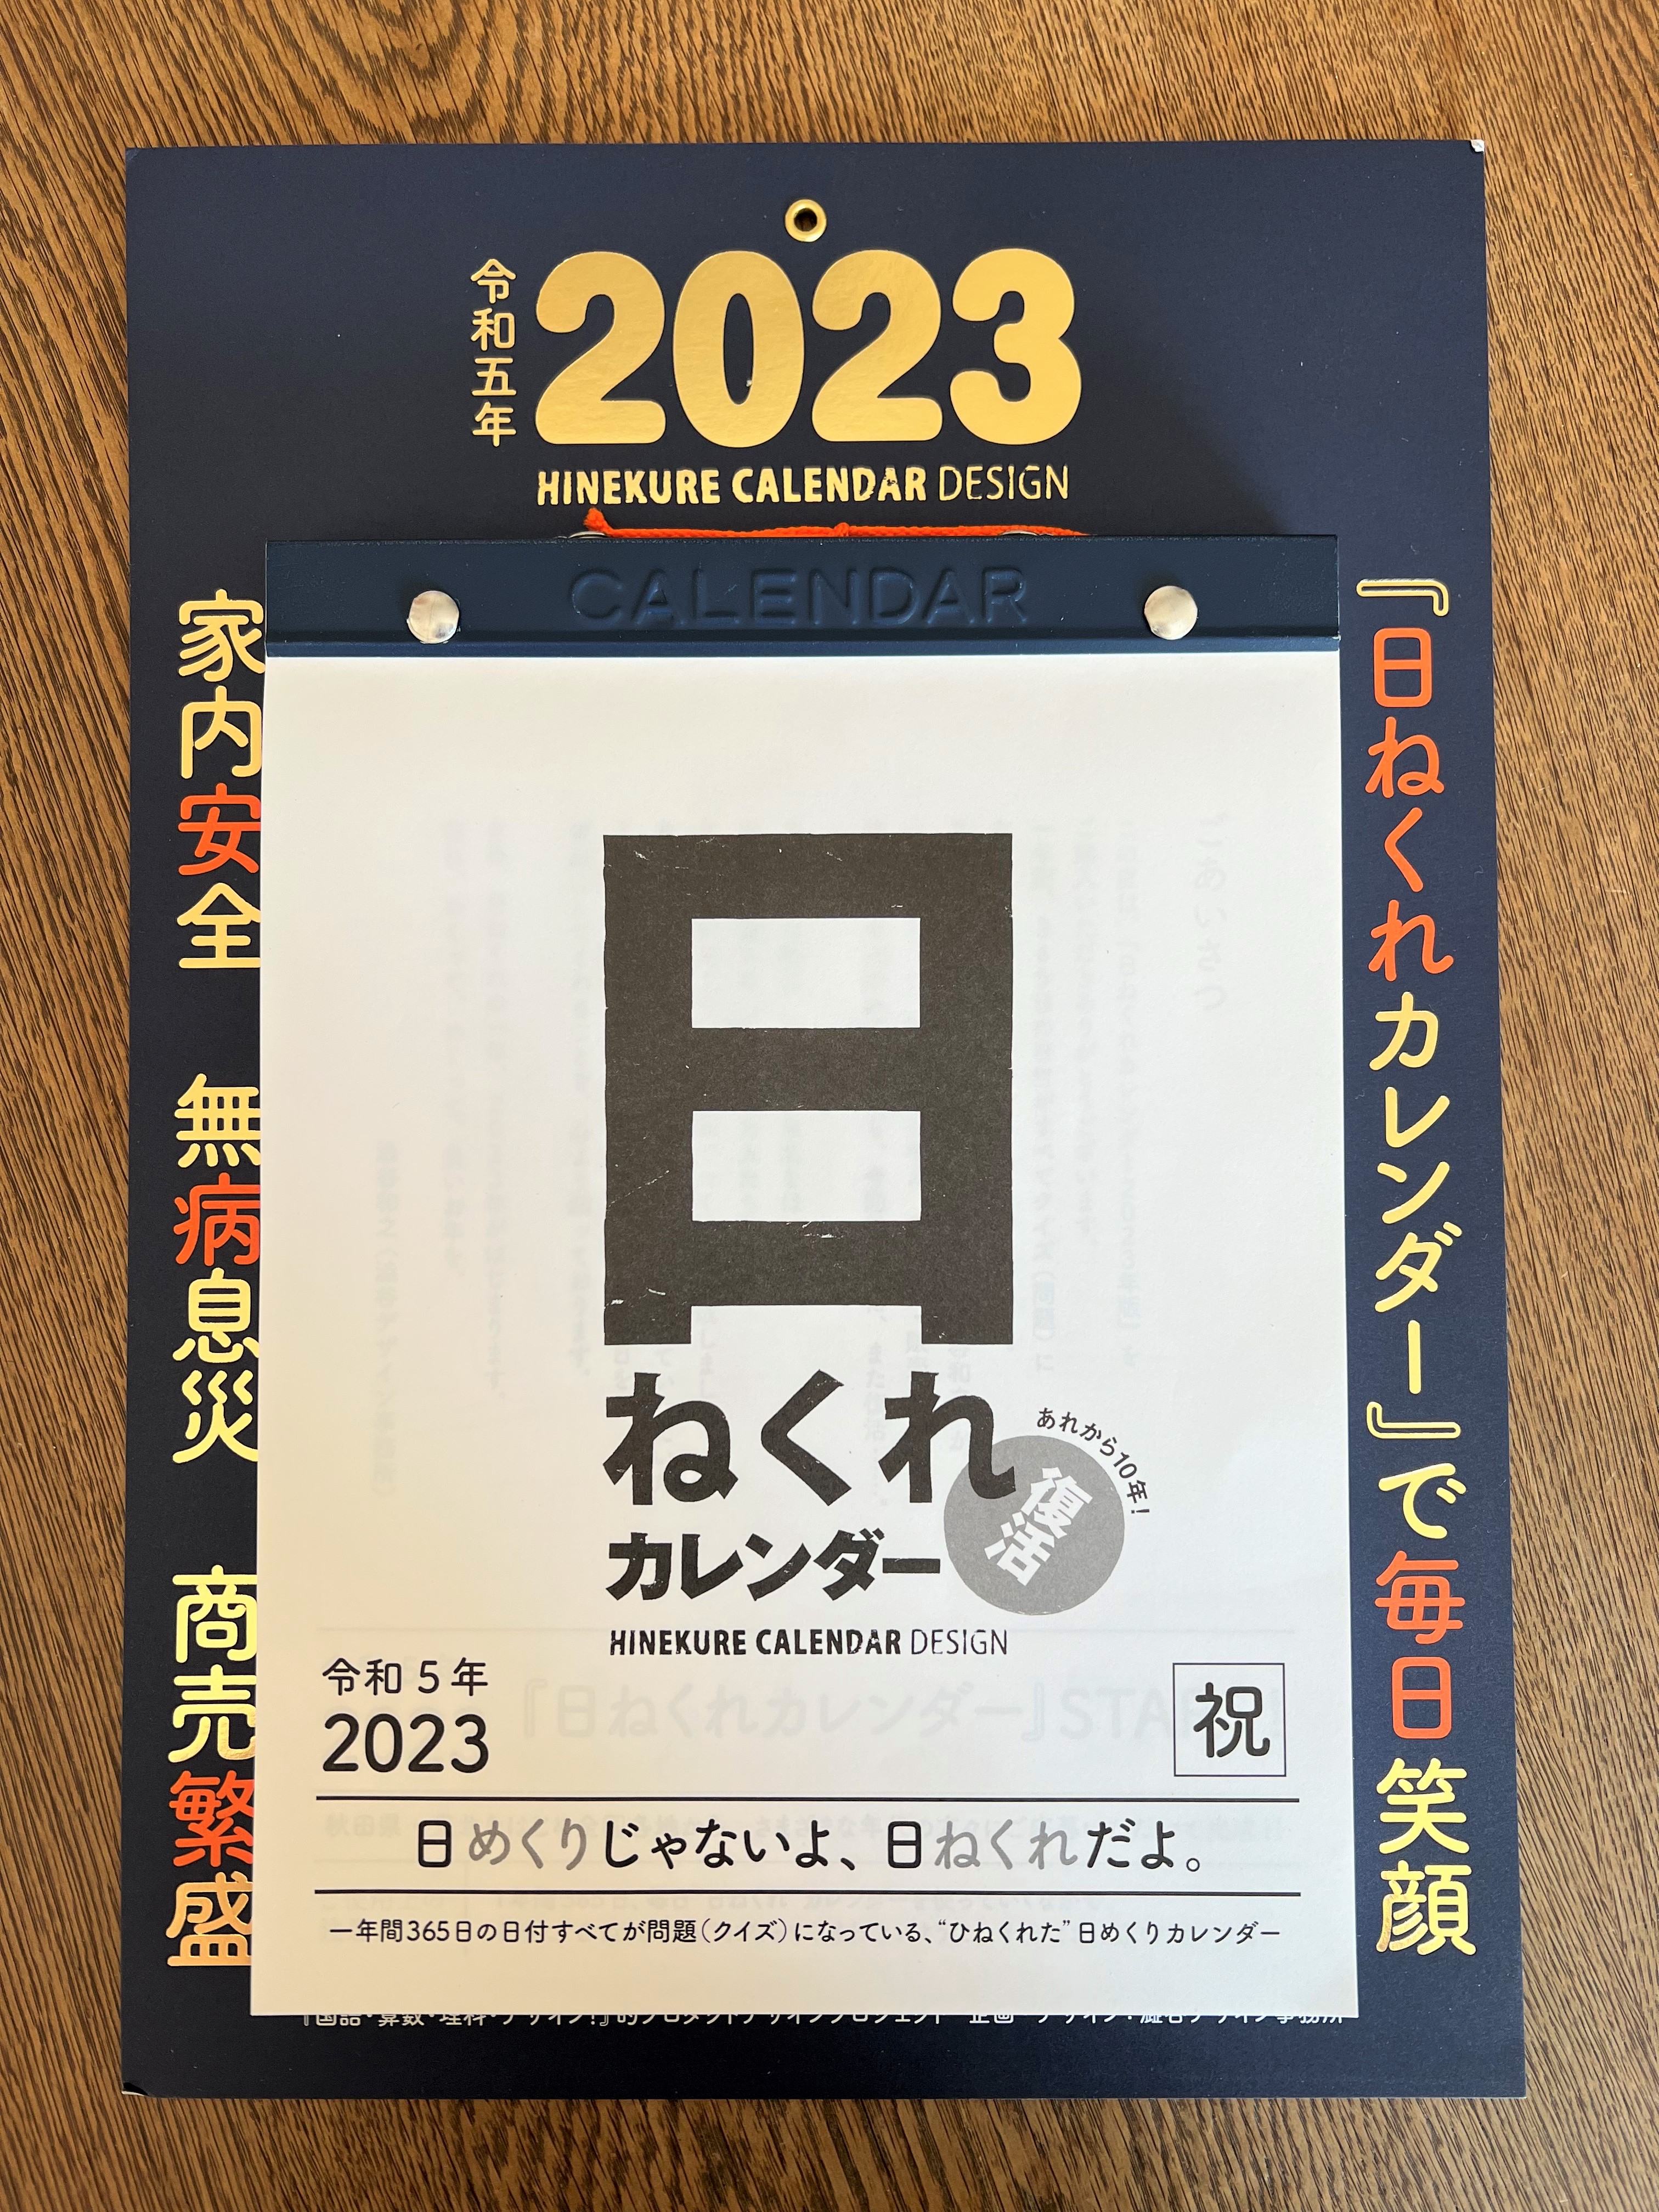 令和五年
2023
HINEKURE CALENDAR DESIGN
CALENDAR
『日ねくれカレンダー』で毎日笑顔
家内安全 無病息災 商売繁盛
日
ねくれ
カレンダー
あれから10年!
復活
HINEKURE CALENDAR DESIGN
令和5年
2023
祝
日めくりじゃないよ、日ねくれだよ。
一年間365日の日付すべてが問題(クイズ)になっている、“ひねくれた”日めくりカレンダー